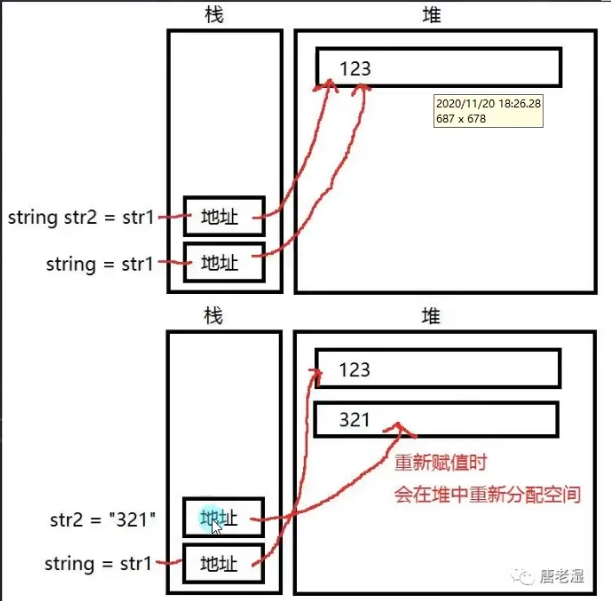 栈 堆
123
2020/11/20 18:26.28
687 x 678
string str2 = str1 地址
string = str1 地址
栈 堆
123
321
重新赋值时
会在堆中重新分配空间
str2 = "321" 地址
string = str1 地址
唐老湿